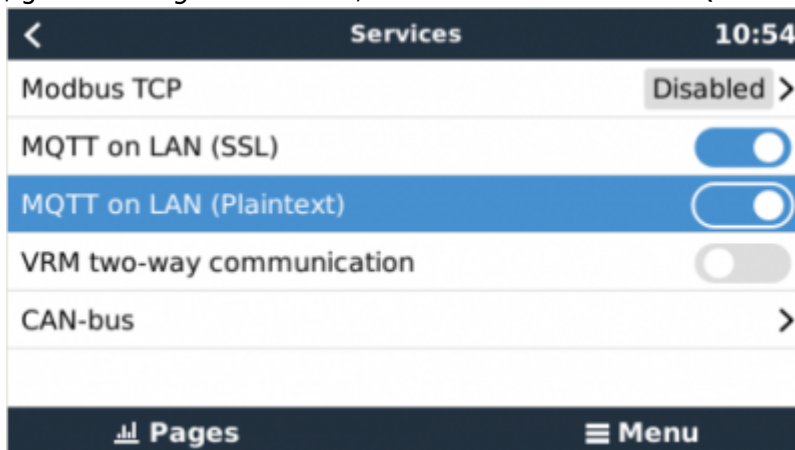 Services 10:54
Modbus TCP Disabled
MQTT on LAN (SSL)
MQTT on LAN (Plaintext)
VRM two-way communication
CAN-bus
Pages Menu